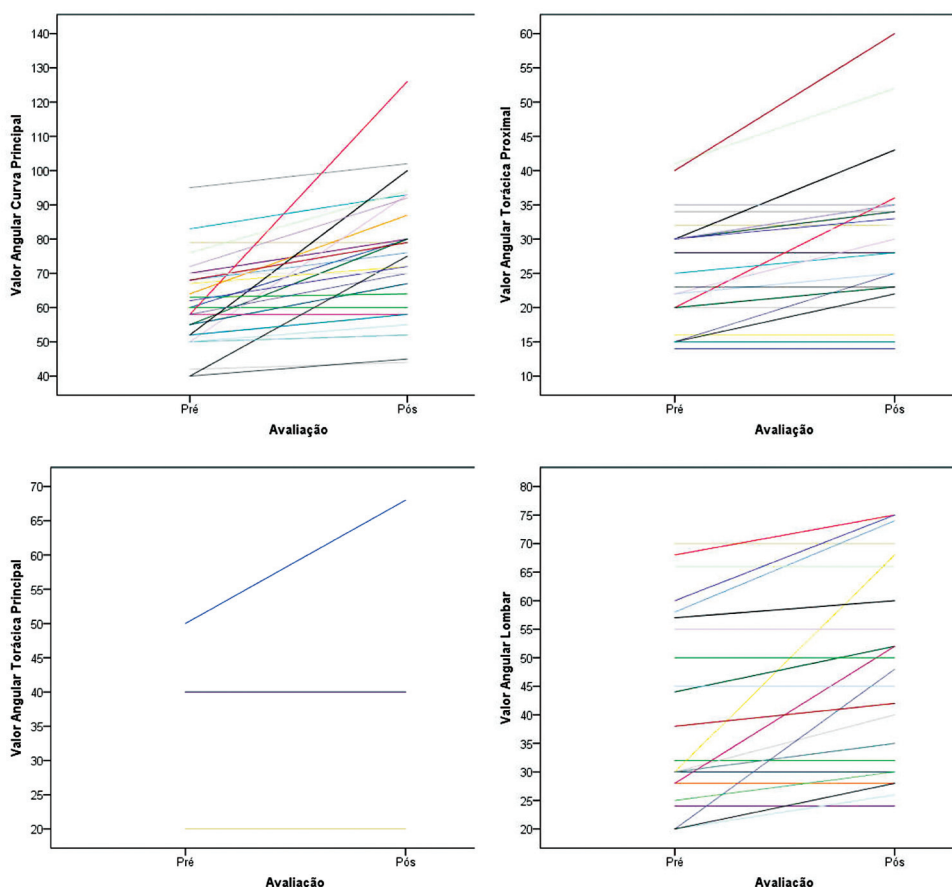 Valor Angular Curva Principal
140
130
120
110
100
90
80
70
60
50
40
Pré
Pós
Avaliação
Valor Angular Torácica Proximal
60
55
50
45
40
35
30
25
20
15
10
Pré
Pós
Avaliação
Valor Angular Torácica Principal
70
65
60
55
50
45
40
35
30
25
20
Pré
Pós
Avaliação
Valor Angular Lombar
80
75
70
65
60
55
50
45
40
35
30
25
20
Pré
Pós
Avaliação